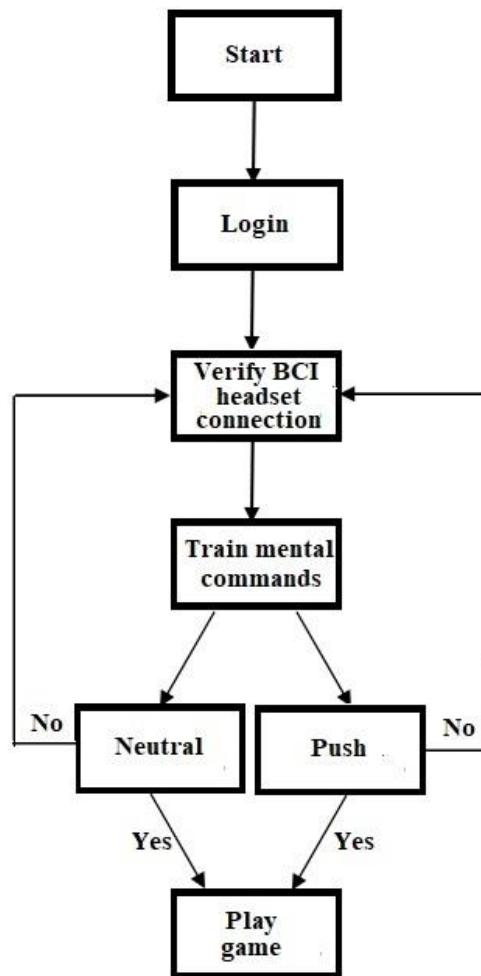 Start
Login
Verify BCI
headset
connection
Train mental
commands
No
Neutral
Push
No
Yes
Yes
Play
game